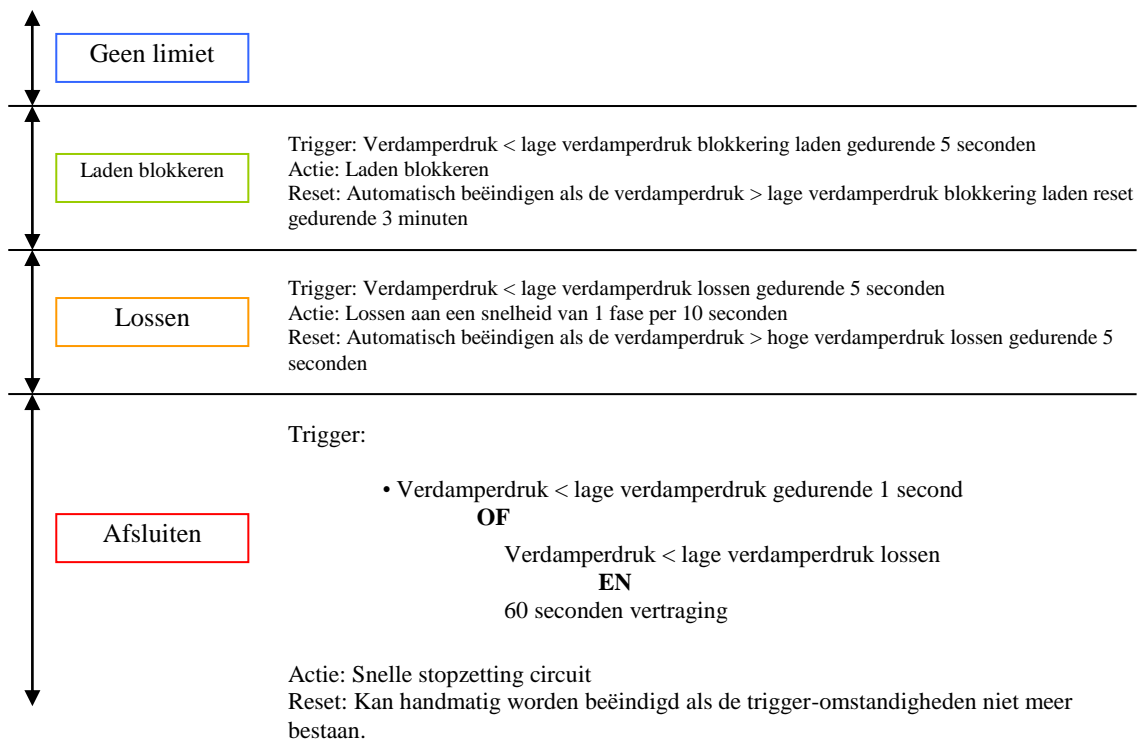 Geen limiet
Laden blokkeren
Trigger: Verdamperdruk < lage verdamperdruk blokkering laden gedurende 5 seconden
Actie: Laden blokkeren
Reset: Automatisch beëindigen als de verdamperdruk > lage verdamperdruk blokkering laden reset
gedurende 3 minuten
Lossen
Trigger: Verdamperdruk < lage verdamperdruk lossen gedurende 5 seconden
Actie: Lossen aan een snelheid van 1 fase per 10 seconden
Reset: Automatisch beëindigen als de verdamperdruk > hoge verdamperdruk lossen gedurende 5
seconden
Afsluiten
Trigger:
• Verdamperdruk < lage verdamperdruk gedurende 1 second
OF
Verdamperdruk < lage verdamperdruk lossen
EN
60 seconden vertraging
Actie: Snelle stopzetting circuit
Reset: Kan handmatig worden beëindigd als de trigger-omstandigheden niet meer
bestaan.